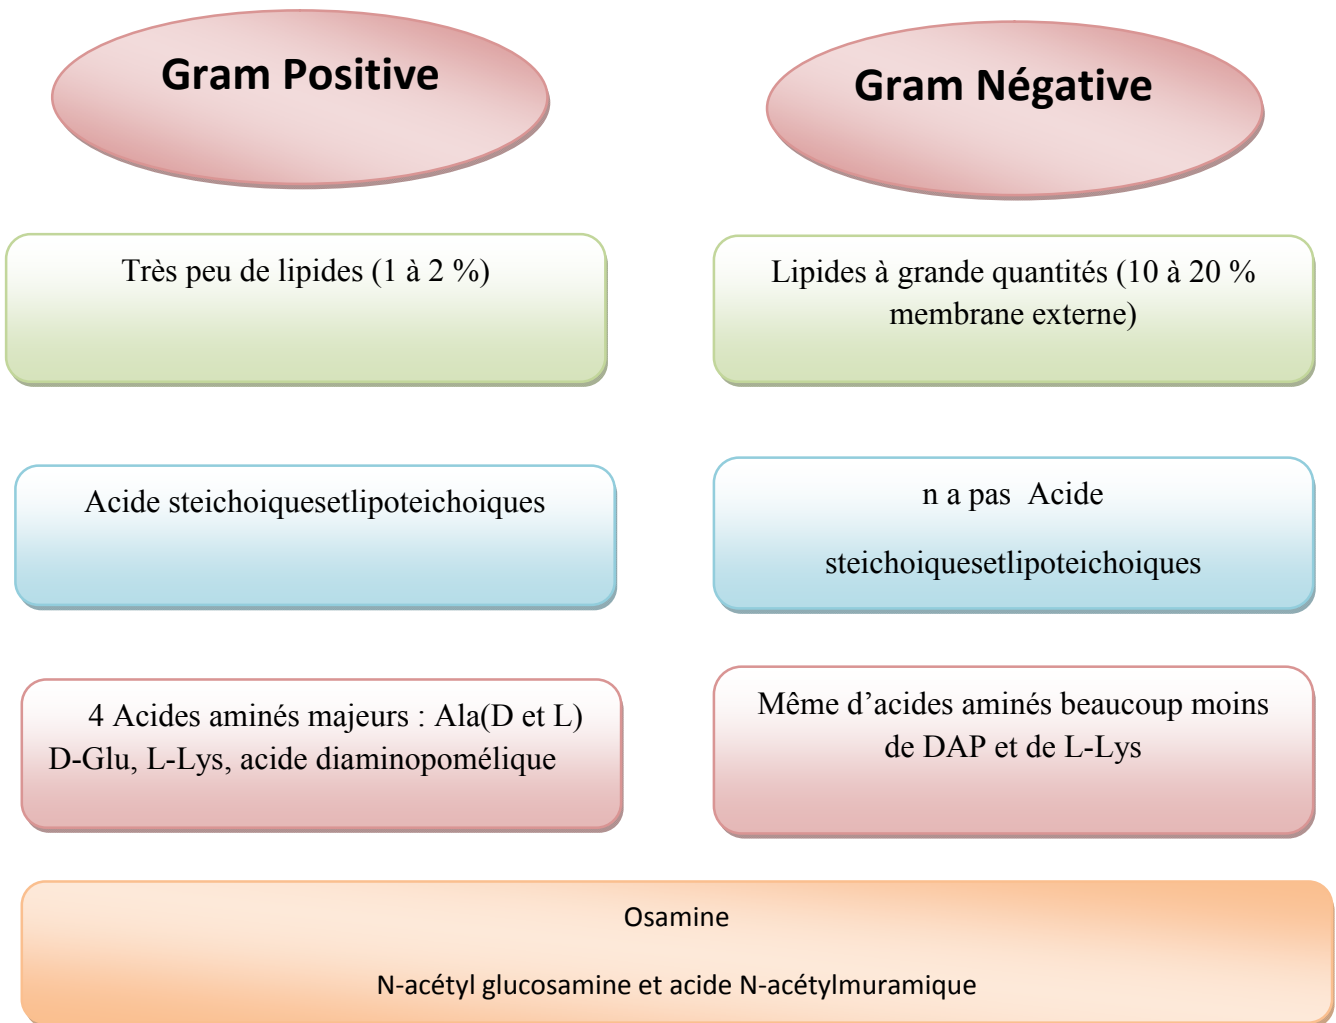 Gram Positive
Gram Négative
Très peu de lipides (1 à 2 %)
Lipides à grande quantités (10 à 20 %
membrane externe)
Acide steichoiquesetlipoteichoiques
n a pas Acide
steichoiquesetlipoteichoiques
4 Acides aminés majeurs : Ala(D et L)
D-Glu, L-Lys, acide diaminopomélique
Même d’acides aminés beaucoup moins
de DAP et de L-Lys
Osamine
N-acétyl glucosamine et acide N-acétylmuramique